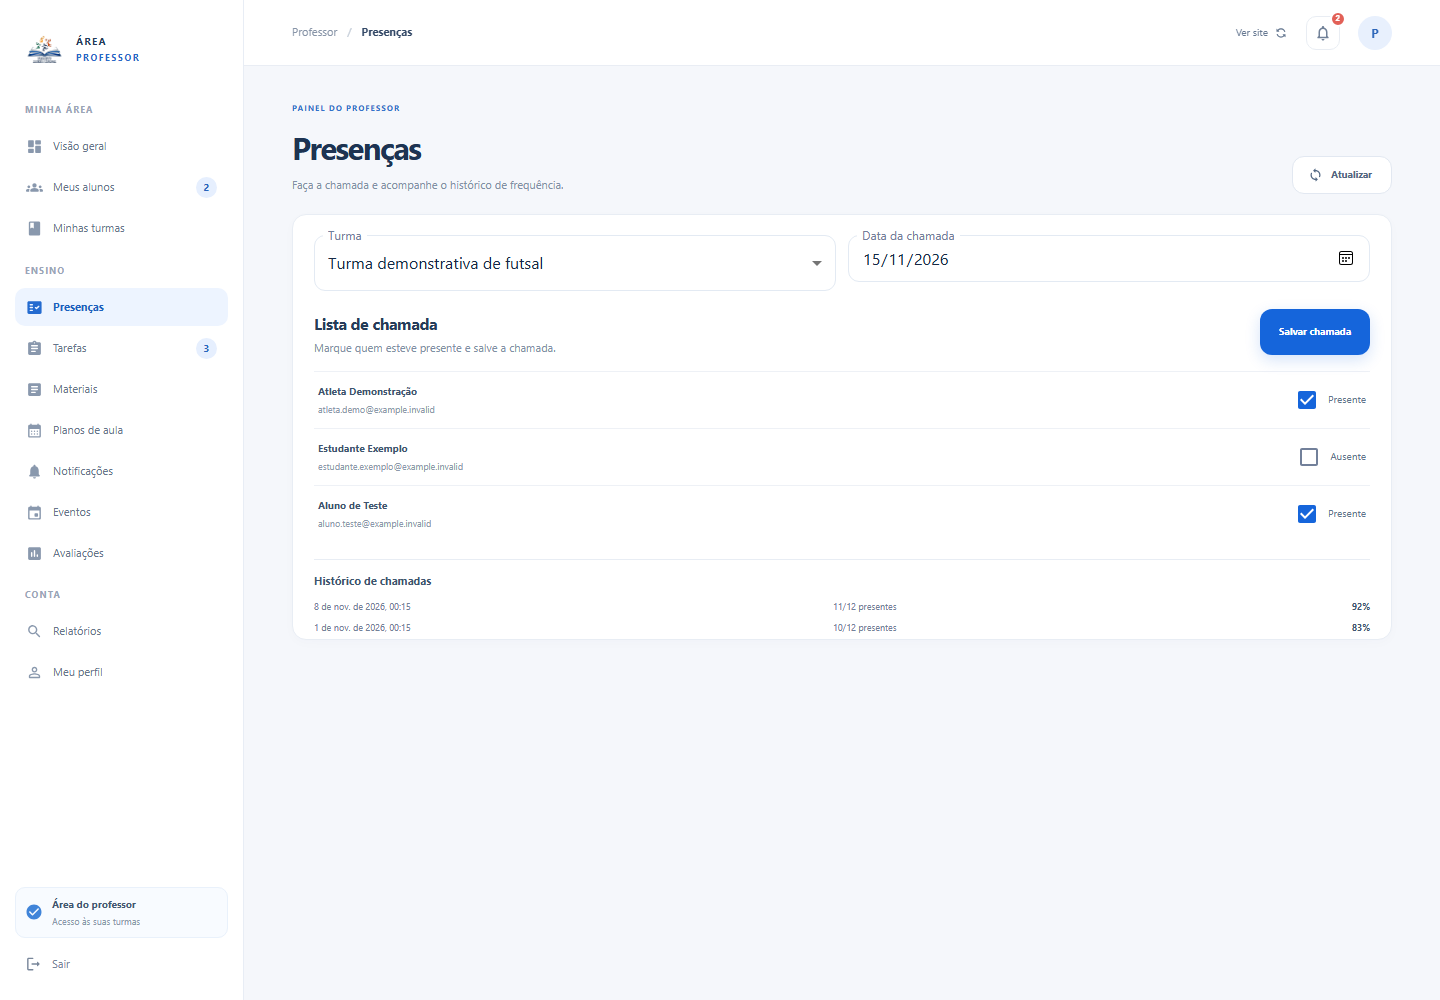 ÁREA
PROFESSOR
MINHA ÁREA
Visão geral
Meus alunos 2
Minhas turmas
ENSINO
Presenças
Tarefas 3
Materiais
Planos de aula
Notificações
Eventos
Avaliações
CONTA
Relatórios
Meu perfil
Área do professor
Acesso às suas turmas
Sair
Professor / Presenças
Ver site 2 P
PAINEL DO PROFESSOR
Presenças
Faça a chamada e acompanhe o histórico de frequência.
Atualizar
Turma
Turma demonstrativa de futsal
Data da chamada
15/11/2026
Lista de chamada
Marque quem esteve presente e salve a chamada.
Salvar chamada
Atleta Demonstração
atleta.demo@example.invalid
Presente
Estudante Exemplo
estudante.exemplo@example.invalid
Ausente
Aluno de Teste
aluno.teste@example.invalid
Presente
Histórico de chamadas
8 de nov. de 2026, 00:15 11/12 presentes 92%
1 de nov. de 2026, 00:15 10/12 presentes 83%